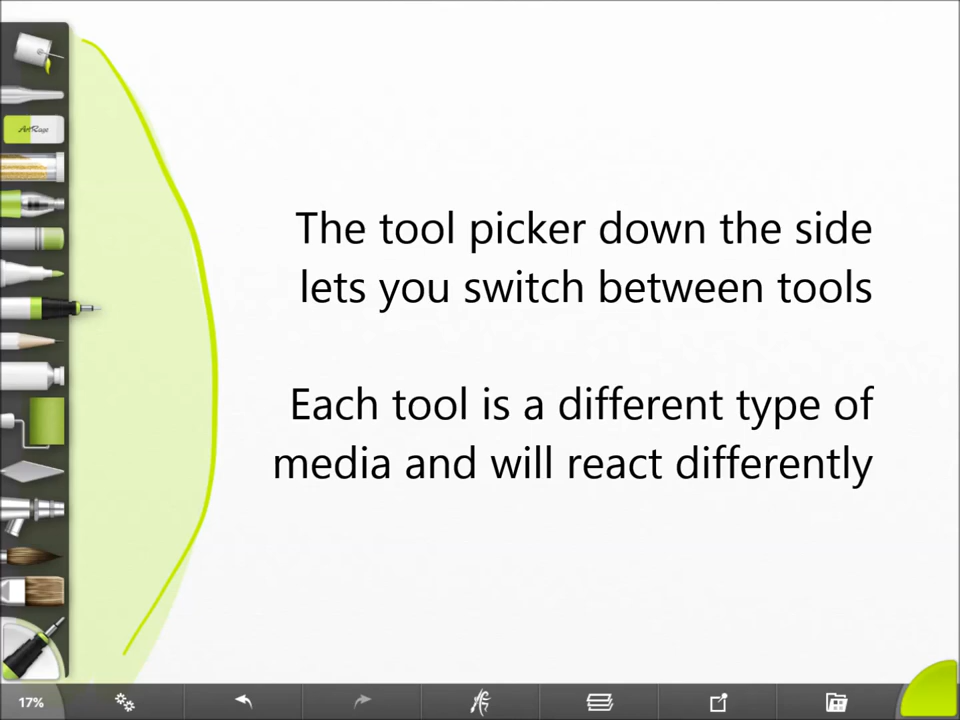 ArtRage
The tool picker down the side
lets you switch between tools
Each tool is a different type of
media and will react differently
17%